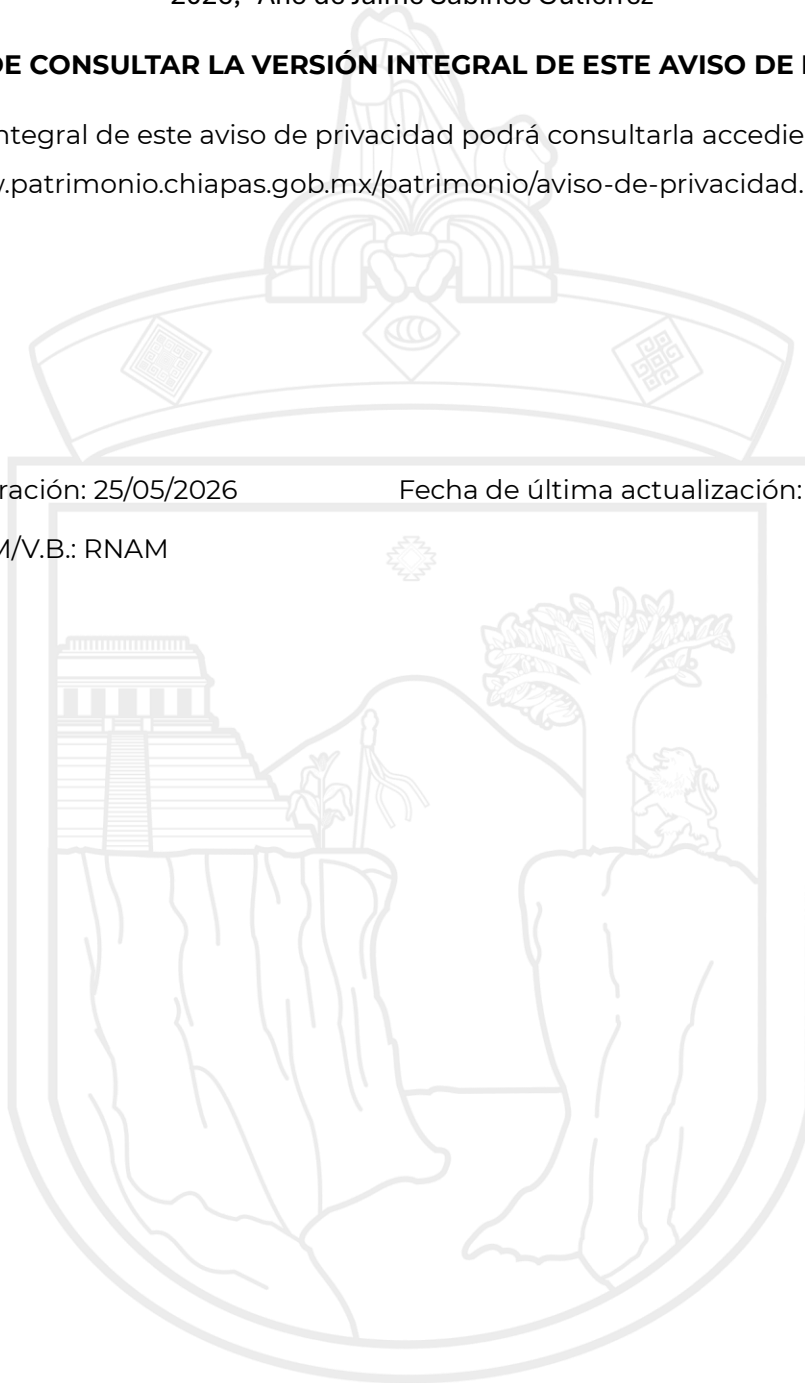 2026, "Año de Jaime Sabines Gutiérrez"
DE CONSULTAR LA VERSIÓN INTEGRAL DE ESTE AVISO DE
ntegral de este aviso de privacidad podrá consultarla accedie
.patrimonio.chiapas.gob.mx/patrimonio/aviso-de-privacidad.
ración: 25/05/2026 Fecha de última actualización:
M/V.B.: RNAM